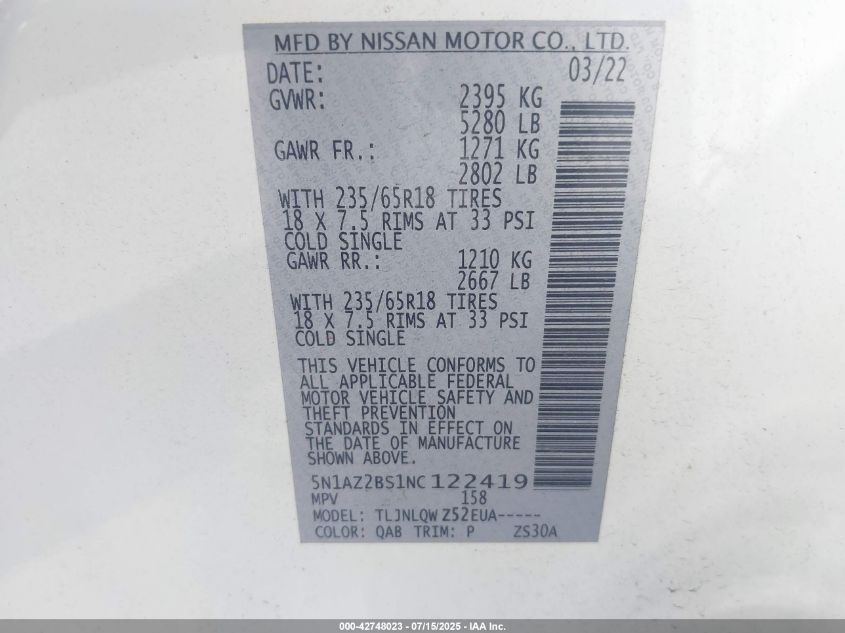 MFD BY NISSAN MOTOR CO., LTD.
DATE: 03/22
GVWR: 2395 KG
5280 LB
GAWR FR.: 1271 KG
2802 LB
WITH 235/65R18 TIRES
18 X 7.5 RIMS AT 33 PSI
COLD SINGLE
GAWR RR.: 1210 KG
2667 LB
WITH 235/65R18 TIRES
18 X 7.5 RIMS AT 33 PSI
COLD SINGLE
THIS VEHICLE CONFORMS TO
ALL APPLICABLE FEDERAL
MOTOR VEHICLE SAFETY AND
THEFT PREVENTION
STANDARDS IN EFFECT ON
THE DATE OF MANUFACTURE
SHOWN ABOVE.
5N1AZ2BS1NC122419
MPV 158
MODEL: TLJNLQW Z52EUA-----
COLOR: QAB TRIM: P ZS30A
000-42748023 - 07/15/2025 - IAA Inc.